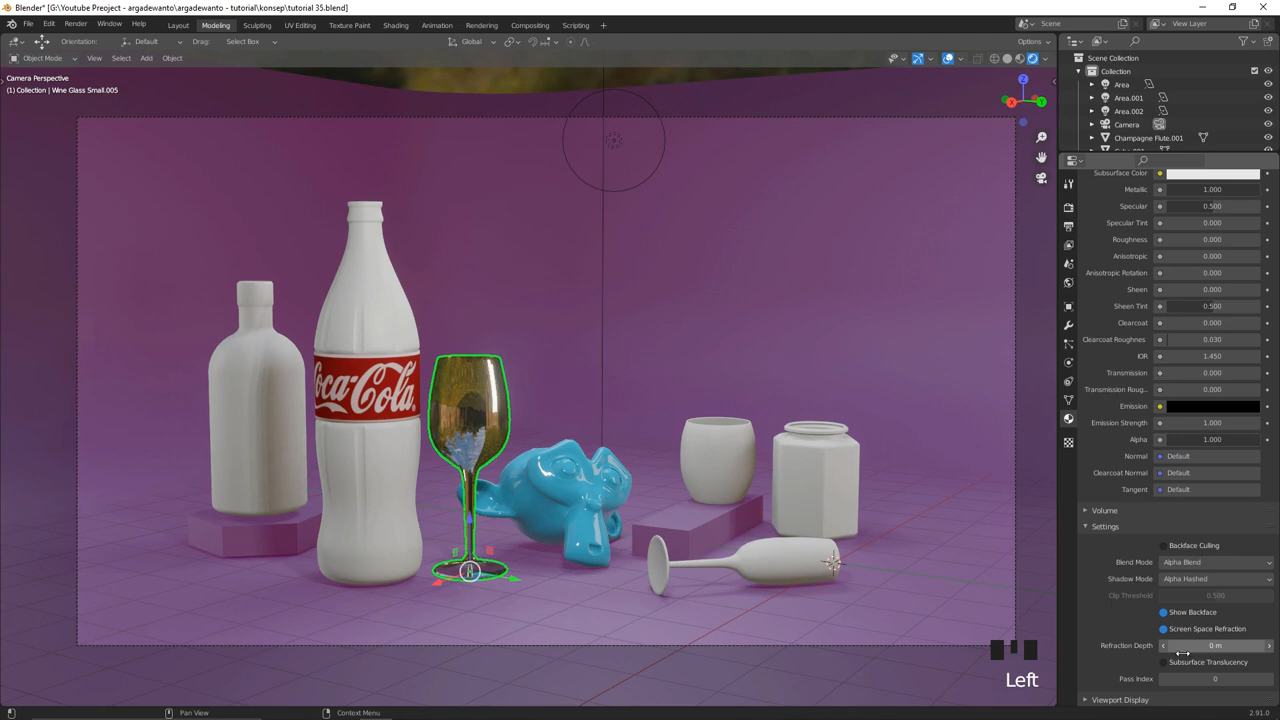 Blender* [G:\Youtube Preoject - argadewanto\argadewanto - tutorial\konsep\tutorial 35.blend]
File Edit Render Window Help Layout Modeling Sculpting UV Editing Texture Paint Shading Animation Rendering Compositing Scripting + Scene View Layer
Orientation: Default Drag: Select Box Global Options
Object Mode View Select Add Object
Camera Perspective
(1) Collection | Wine Glass Small.005
Z
X
Y
Coca-Cola
Left
Scene Collection
Collection
Area
Area.001
Area.002
Camera
Champagne Flute.001
Subsurface Color
Metallic 1.000
Specular 0.500
Specular Tint 0.000
Roughness 0.000
Anisotropic 0.000
Anisotropic Rotation 0.000
Sheen 0.000
Sheen Tint 0.500
Clearcoat 0.000
Clearcoat Roughnes 0.030
IOR 1.450
Transmission 0.000
Transmission Roug... 0.000
Emission
Emission Strength 1.000
Alpha 1.000
Normal Default
Clearcoat Normal Default
Tangent Default
Volume
Settings
Backface Culling
Blend Mode Alpha Blend
Shadow Mode Alpha Hashed
Clip Threshold 0.500
Show Backface
Screen Space Refraction
Refraction Depth 0 m
Subsurface Translucency
Pass Index 0
Viewport Display
Pan View Context Menu 2.91.0